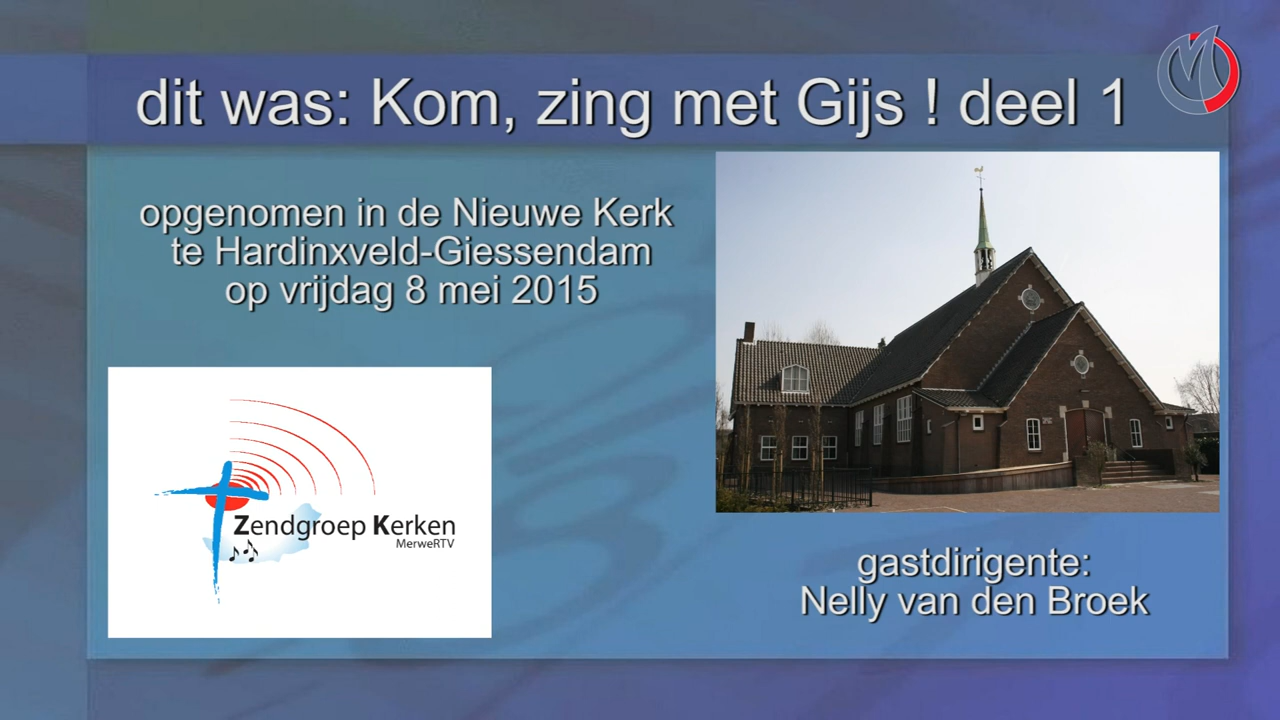 dit was: Kom, zing met Gijs ! deel 1
opgenomen in de Nieuwe Kerk
te Hardinxveld-Giessendam
op vrijdag 8 mei 2015
Zendgroep Kerken
MerweRTV
gastdirigente:
Nelly van den Broek